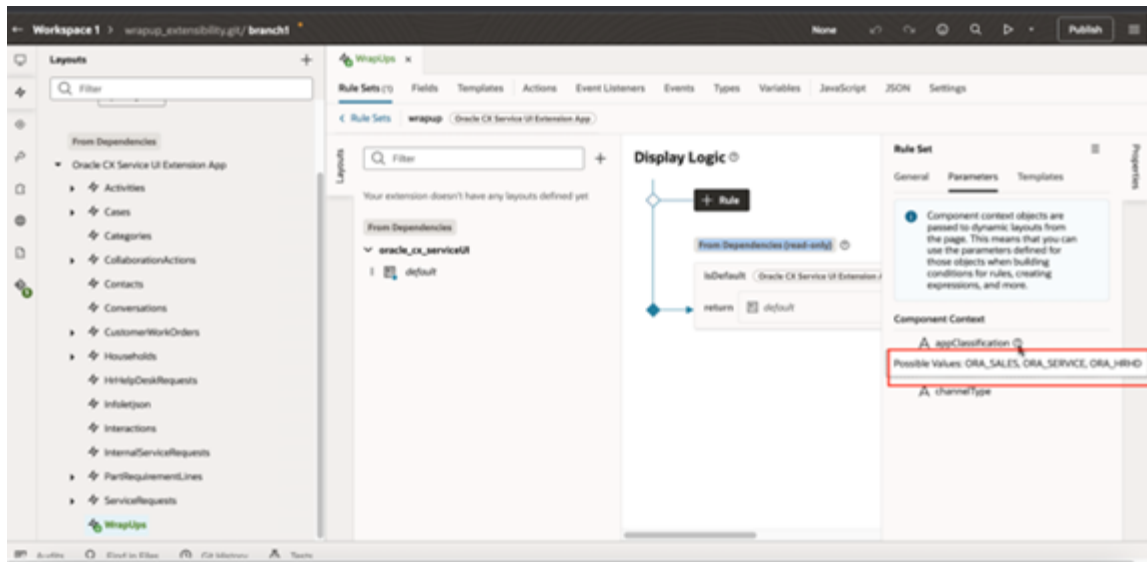 Workspace 1 > wrapup_extensibility.git/ branch1 *
None
Publish
Layouts
Filter
From Dependencies
Oracle CX Service UI Extension App
Activities
Cases
Categories
CollaborationActions
Contacts
Conversations
CustomerWorkOrders
Households
HrHelpDeskRequests
InfoletJson
Interactions
InternalServiceRequests
PartRequirementLines
ServiceRequests
WrapUps
WrapUps
Rule Sets (1) Fields Templates Actions Event Listeners Events Types Variables JavaScript JSON Settings
< Rule Sets wrapup Oracle CX Service UI Extension App
Layouts
Filter
Your extension doesn't have any layouts defined yet
From Dependencies
oracle_cx_serviceUI
default
Display Logic
+ Rule
From Dependencies (read-only)
isDefault Oracle CX Service UI Extension A
return default
Rule Set
General Parameters Templates
Component context objects are
passed to dynamic layouts from
the page. This means that you can
use the parameters defined for
those objects when building
conditions for rules, creating
expressions, and more.
Component Context
A appClassification
Possible Values: ORA_SALES, ORA_SERVICE, ORA_HRHD
A channelType
Properties
Audits Find in Files Git History Tests